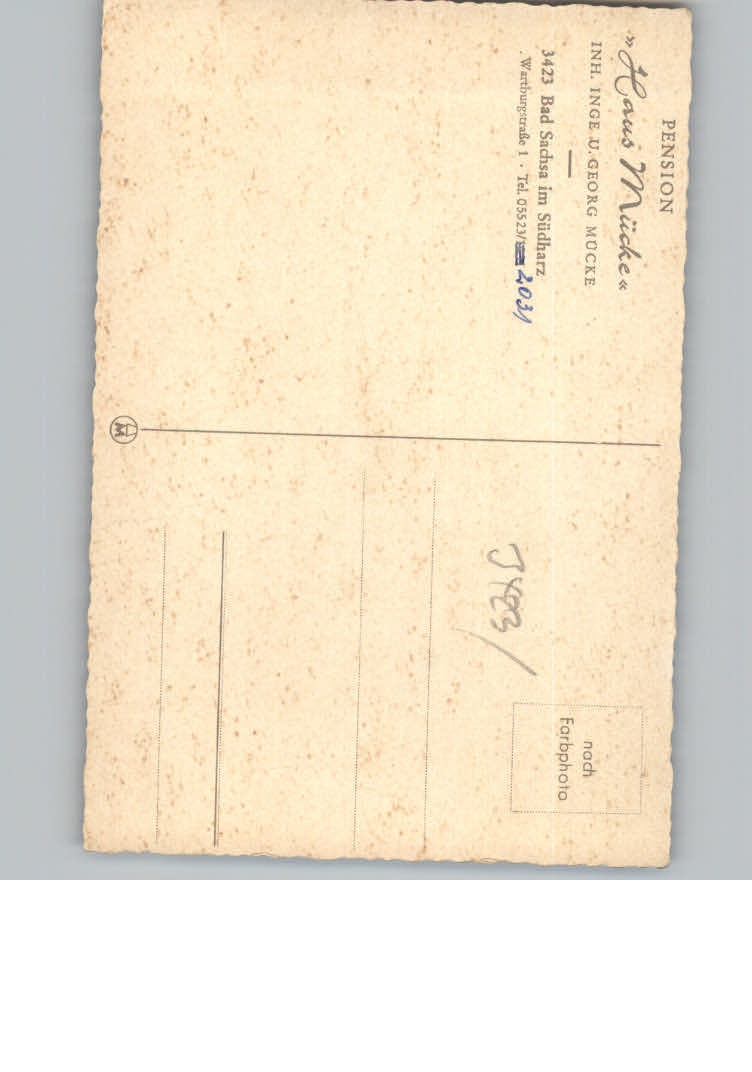 PENSION
»Haus Mücke«
INH. INGE U. GEORG MÜCKE
3423 Bad Sachsa im Südharz
Wartburgstraße 1 · Tel. 05523/ 2031
nach
Farbphoto
3423/
M